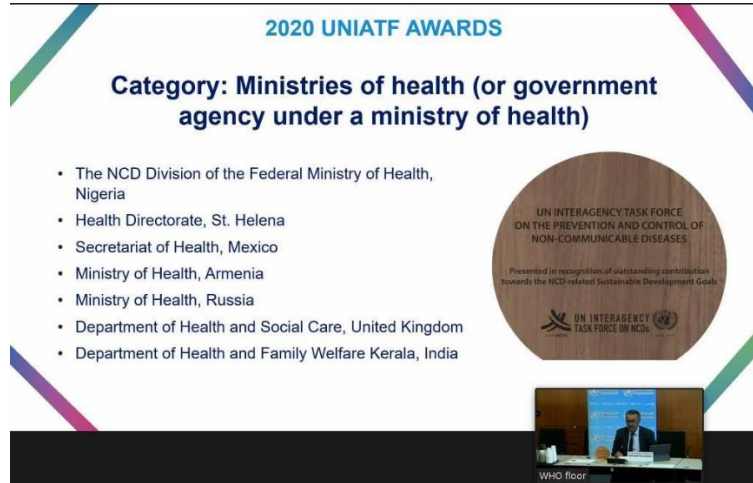 2020 UNIATF AWARDS
Category: Ministries of health (or government
agency under a ministry of health)
• The NCD Division of the Federal Ministry of Health,
Nigeria
• Health Directorate, St. Helena
• Secretariat of Health, Mexico
• Ministry of Health, Armenia
• Ministry of Health, Russia
• Department of Health and Social Care, United Kingdom
• Department of Health and Family Welfare Kerala, India
UN INTERAGENCY TASK FORCE
ON THE PREVENTION AND CONTROL OF
NON-COMMUNICABLE DISEASES
Presented in recognition of outstanding contribution
towards the NCD-related Sustainable Development Goals
UN INTERAGENCY
TASK FORCE ON NCDs
WHO floor